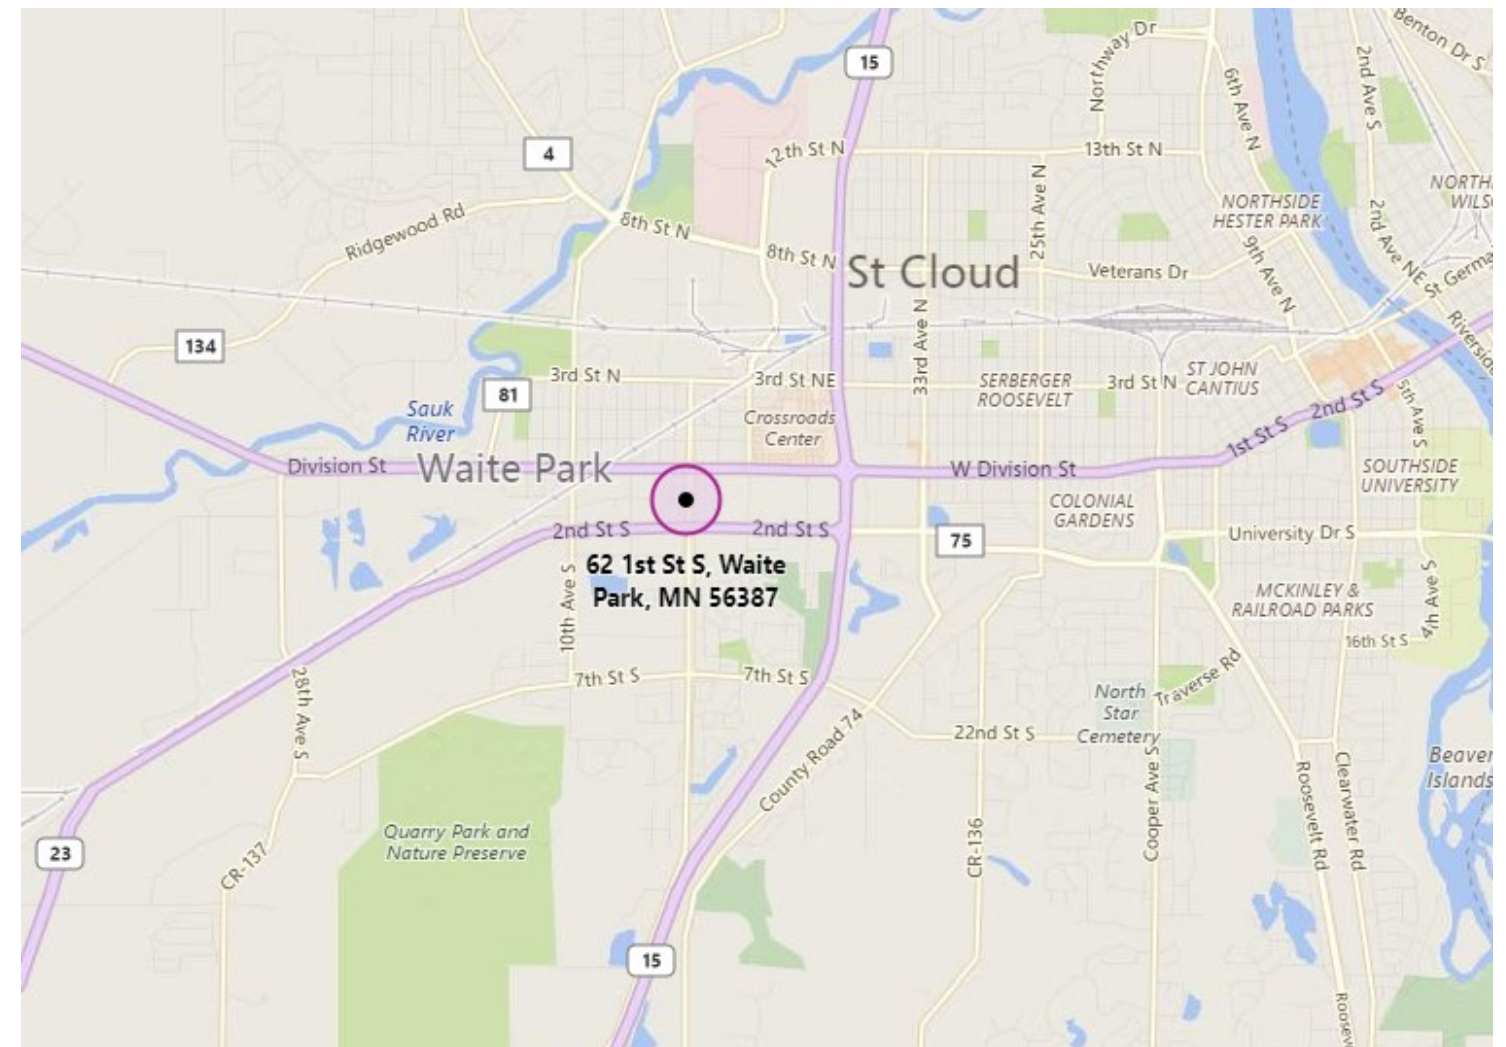 15
Northway Dr
Benton Dr S
2nd Ave S
6th Ave N
4
12th St N
13th St N
25th Ave N
NORTHSIDE
HESTER PARK
2nd Ave NE
Ridgewood Rd
8th St N
8th St N
St Cloud
Veterans Dr
9th Ave N
Riverside
134
33rd Ave N
3rd St N
3rd St NE
SERBERGER
ROOSEVELT
3rd St N
ST JOHN
CANTIUS
81
Sauk
River
Crossroads
Center
5th Ave S
2nd St S
1st St S
Division St
Waite Park
W Division St
SOUTHSIDE
UNIVERSITY
COLONIAL
GARDENS
2nd St S
2nd St S
75
University Dr S
62 1st St S, Waite
Park, MN 56387
10th Ave S
MCKINLEY &
RAILROAD PARKS
4th Ave S
16th St S
28th Ave S
7th St S
7th St S
Traverse Rd
North
Star
Cemetery
22nd St S
County Road 74
Beaver
Islands
Cooper Ave S
Roosevelt Rd
Clearwater Rd
Quarry Park and
Nature Preserve
23
CR-137
CR-136
15